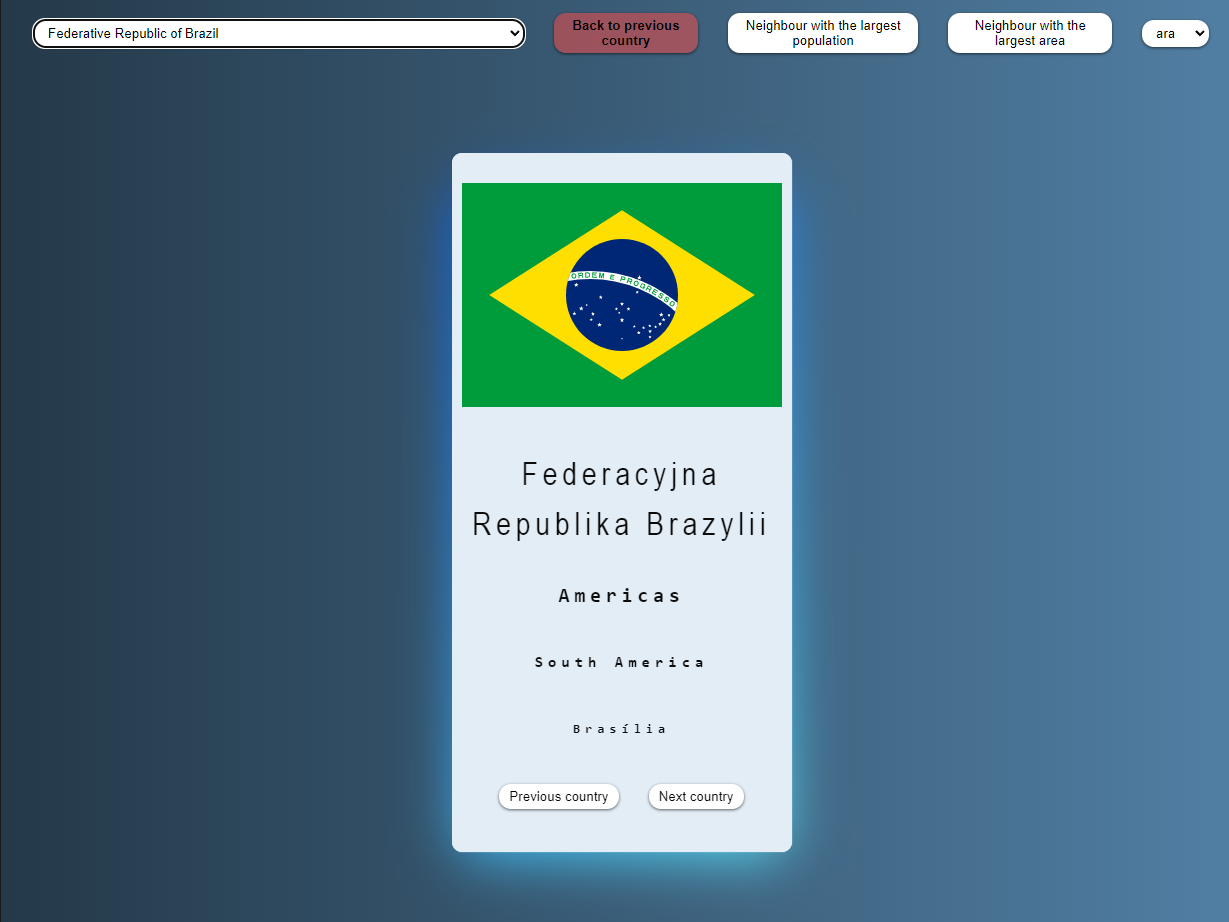 Federative Republic of Brazil
Back to previous
country
Neighbour with the largest
population
Neighbour with the
largest area
ara
ORDEM E PROGRESSO
Federacyjna
Republika Brazylii
Americas
South America
Brasília
Previous country
Next country